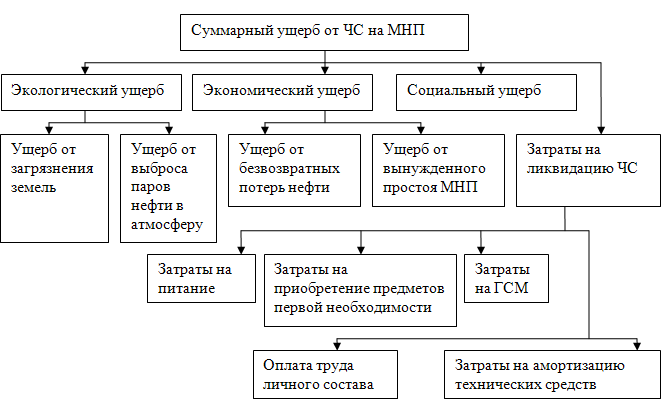 Суммарный ущерб от ЧС на МНП
Экологический ущерб
Экономический ущерб
Социальный ущерб
Ущерб от
загрязнения
земель
Ущерб от
выброса
паров
нефти в
атмосферу
Ущерб от
безвозвратных
потерь нефти
Ущерб от
вынужденного
простоя МНП
Затраты на
ликвидацию ЧС
Затраты на
питание
Затраты на
приобретение предметов
первой необходимости
Затраты
на ГСМ
Оплата труда
личного состава
Затраты на амортизацию
технических средств